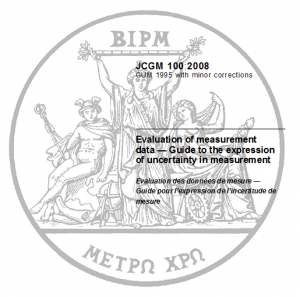 BIPM
JCGM 100:2008
GUM 1995 with minor corrections
Evaluation of measurement
data — Guide to the expression
of uncertainty in measurement
Évaluation des données de mesure —
Guide pour l'expression de l'incertitude de
mesure
ΜΕΤΡΩ ΧΡΩ